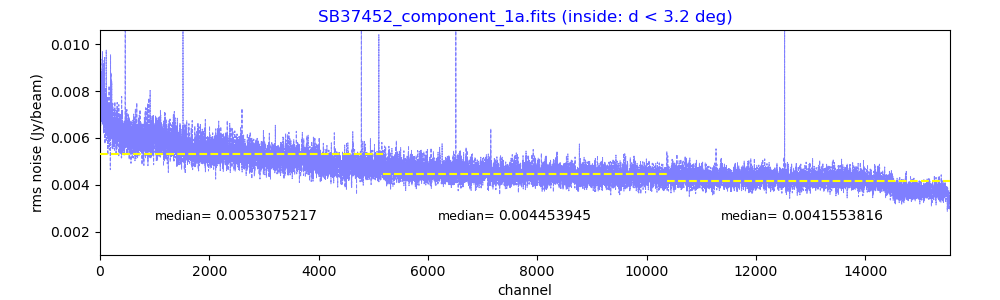 SB37452_component_1a.fits (inside: d < 3.2 deg)
rms noise (Jy/beam)
0.010
0.008
0.006
0.004
0.002
median= 0.0053075217 median= 0.004453945 median= 0.0041553816
0 2000 4000 6000 8000 10000 12000 14000
channel